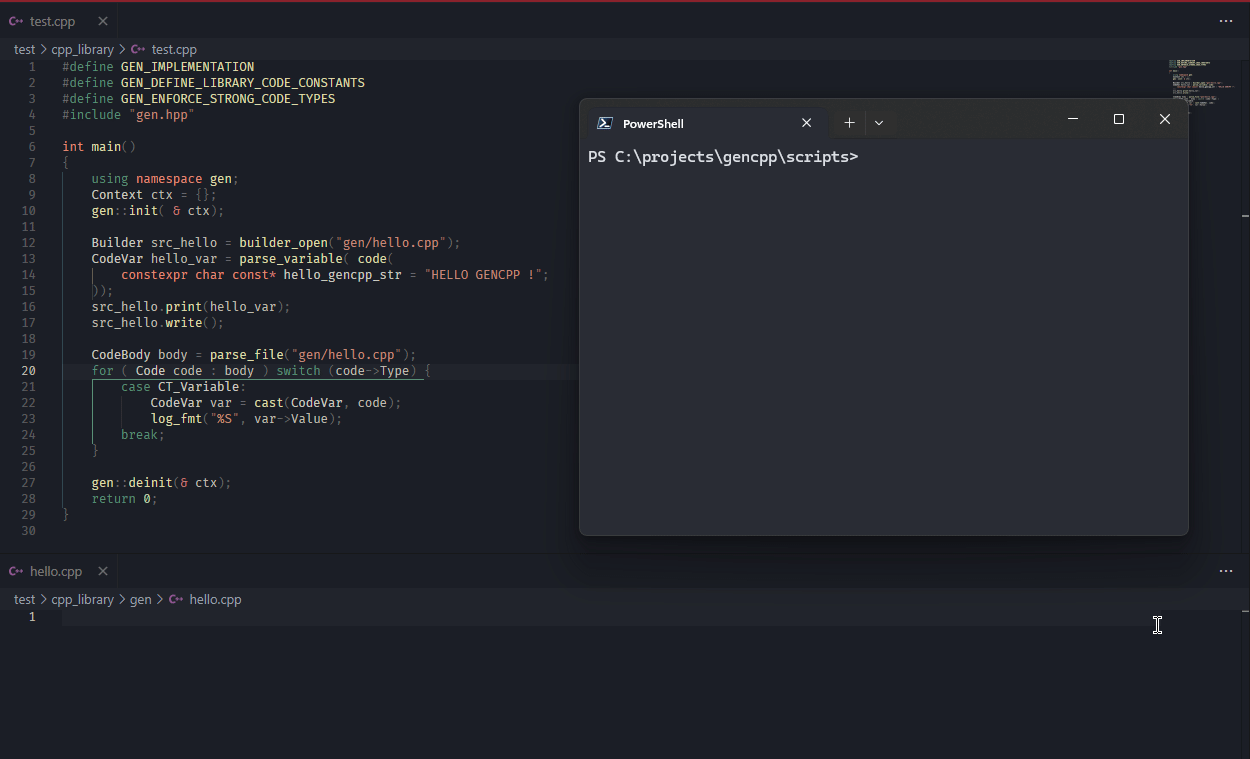 C++ test.cpp
test > cpp_library > C++ test.cpp
1 #define GEN_IMPLEMENTATION
2 #define GEN_DEFINE_LIBRARY_CODE_CONSTANTS
3 #define GEN_ENFORCE_STRONG_CODE_TYPES
4 #include "gen.hpp"
5
6 int main()
7 {
8 using namespace gen;
9 Context ctx = {};
10 gen::init( & ctx);
11
12 Builder src_hello = builder_open("gen/hello.cpp");
13 CodeVar hello_var = parse_variable( code(
14 constexpr char const* hello_gencpp_str = "HELLO GENCPP !";
15 ));
16 src_hello.print(hello_var);
17 src_hello.write();
18
19 CodeBody body = parse_file("gen/hello.cpp");
20 for ( Code code : body ) switch (code->Type) {
21 case CT_Variable:
22 CodeVar var = cast(CodeVar, code);
23 log_fmt("%S", var->Value);
24 break;
25 }
26
27 gen::deinit(& ctx);
28 return 0;
29 }
30
PowerShell
PS C:\projects\gencpp\scripts>
C++ hello.cpp
test > cpp_library > gen > C++ hello.cpp
1